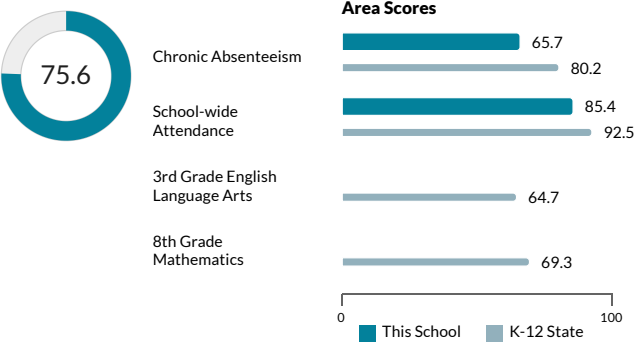 Area Scores
75.6
Chronic Absenteeism
65.7
80.2
School-wide
Attendance
85.4
92.5
3rd Grade English
Language Arts
64.7
8th Grade
Mathematics
69.3
0
100
This School
K-12 State